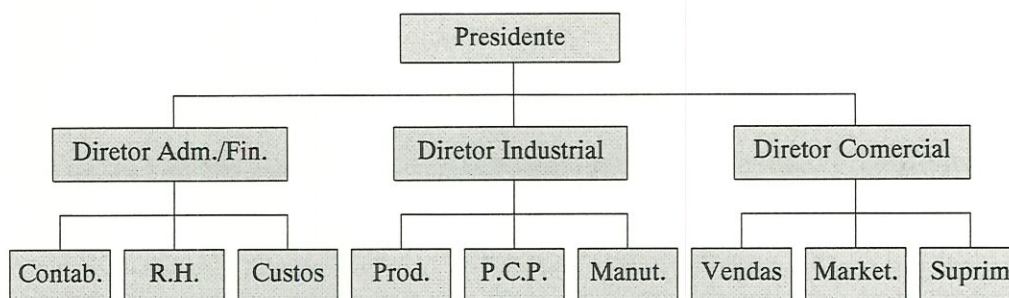 Presidente
Diretor Adm./Fin.
Diretor Industrial
Diretor Comercial
Contab.
R.H.
Custos
Prod.
P.C.P.
Manut.
Vendas
Market.
Suprim